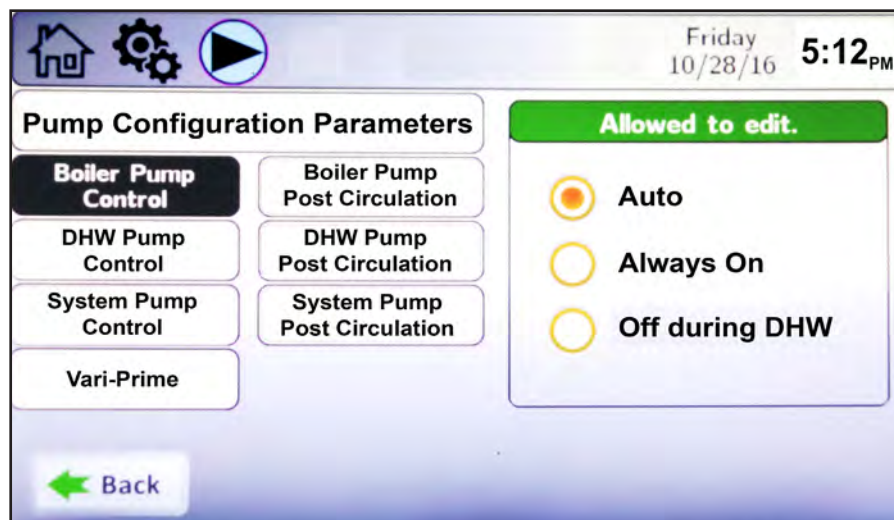 Friday
10/28/16
5:12PM
Pump Configuration Parameters
Allowed to edit.
Boiler Pump
Control
Boiler Pump
Post Circulation
DHW Pump
Control
DHW Pump
Post Circulation
System Pump
Control
System Pump
Post Circulation
Vari-Prime
Auto
Always On
Off during DHW
Back